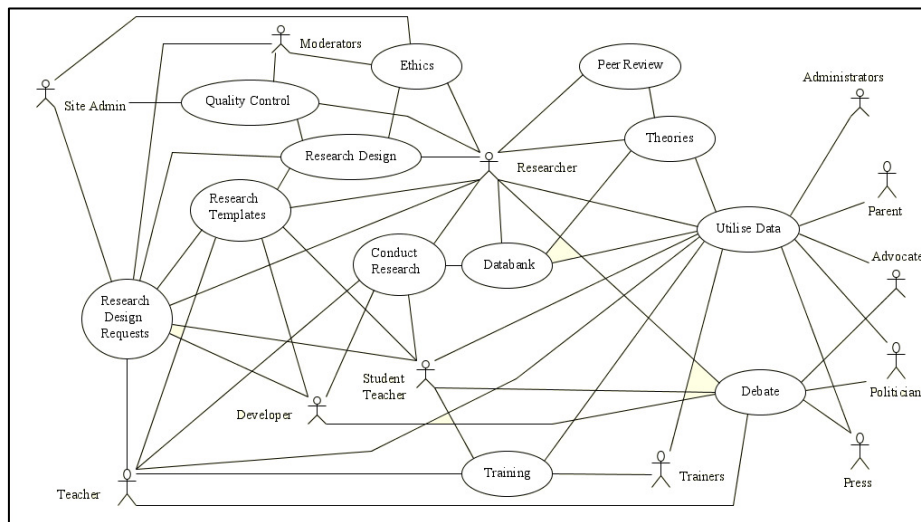 Moderators
Ethics
Peer Review
Administrators
Site Admin
Quality Control
Theories
Research Design
Researcher
Research
Templates
Parent
Utilise Data
Conduct
Research
Databank
Advocate
Research
Design
Requests
Student
Teacher
Politician
Debate
Developer
Training
Trainers
Teacher
Press